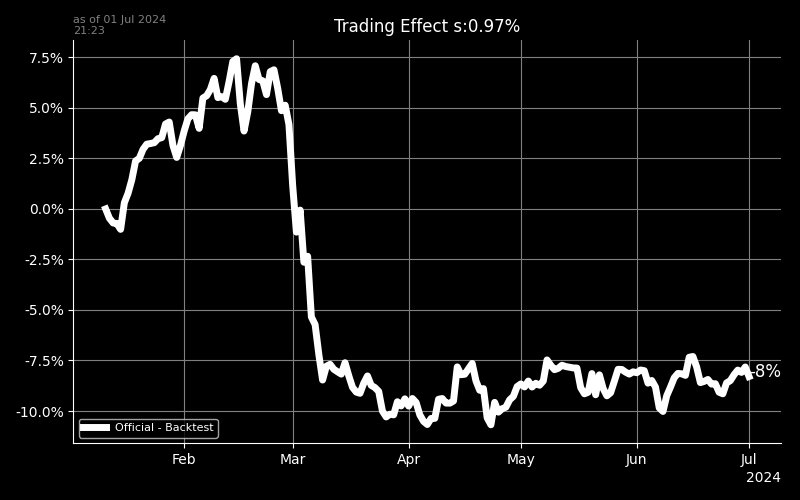 as of 01 Jul 2024
21:23
Trading Effect s:0.97%
7.5%
5.0%
2.5%
0.0%
-2.5%
-5.0%
-7.5%
-10.0%
-8%
Official - Backtest
Feb
Mar
Apr
May
Jun
Jul
2024